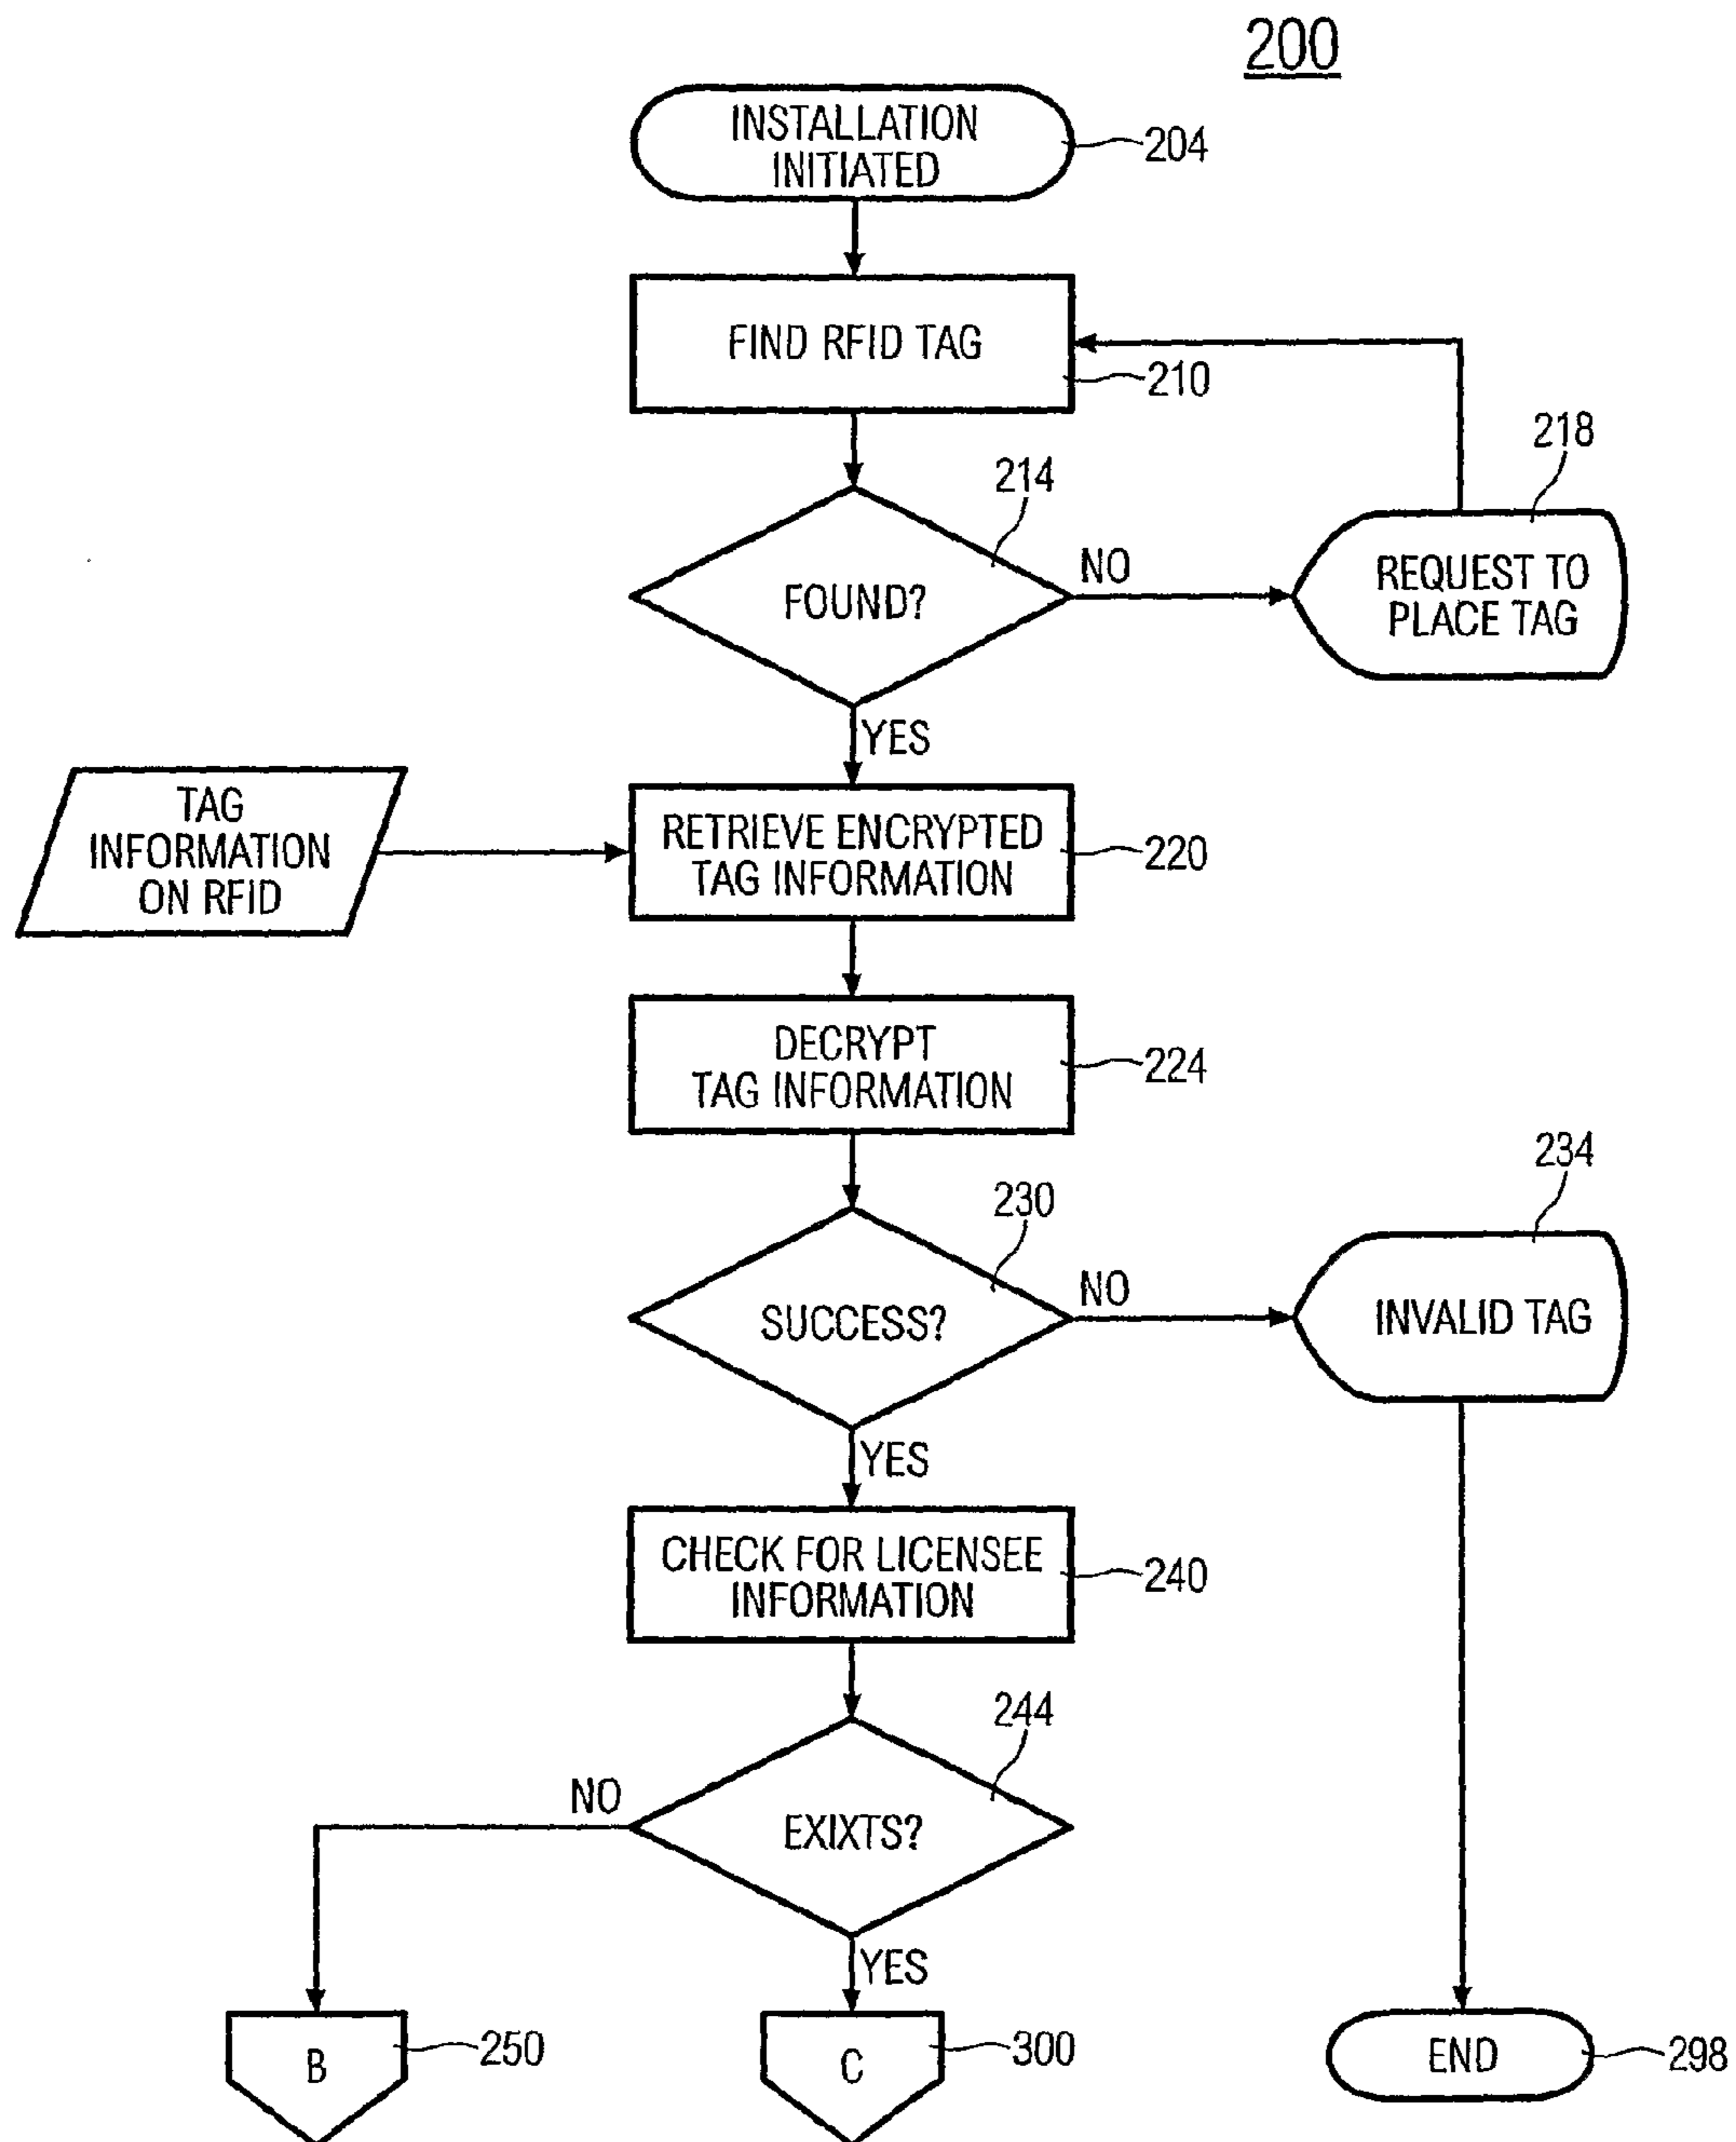 200
INSTALLATION
INITIATED
204
FIND RFID TAG
210
214
FOUND?
NO
218
REQUEST TO
PLACE TAG
YES
TAG
INFORMATION
ON RFID
RETRIEVE ENCRYPTED
TAG INFORMATION
220
DECRYPT
TAG INFORMATION
224
230
SUCCESS?
NO
234
INVALID TAG
YES
CHECK FOR LICENSEE
INFORMATION
240
244
NO
EXIXTS?
YES
B
250
C
300
END
298